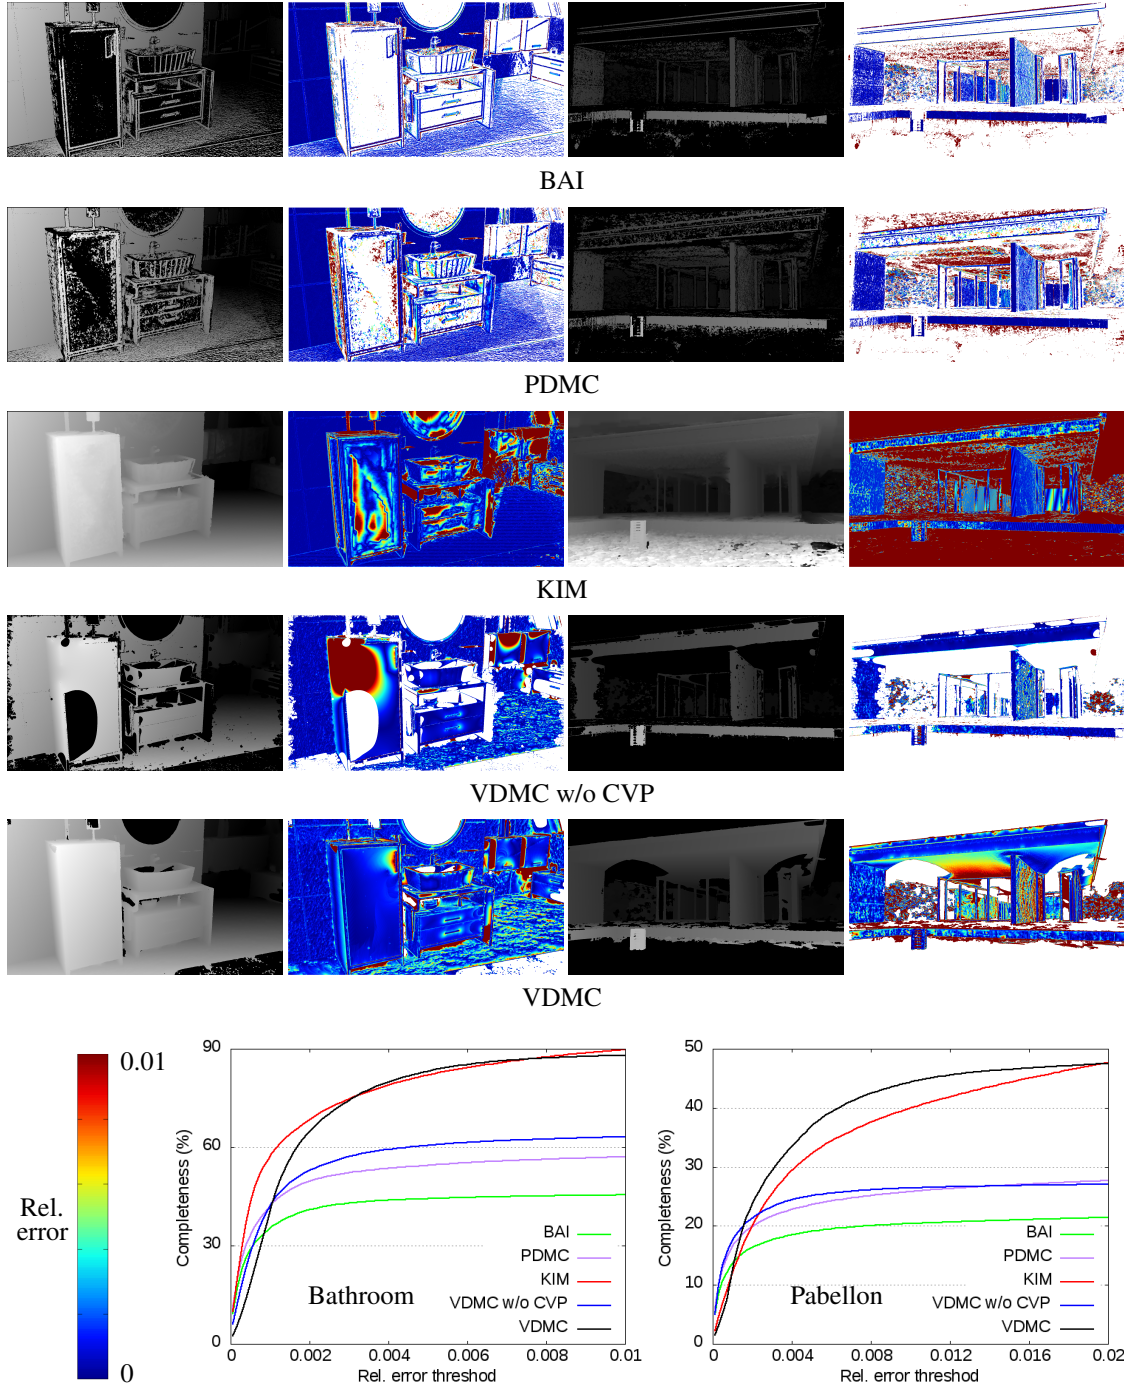 BAI
PDMC
KIM
VDMC w/o CVP
VDMC
0.01
Rel.
error
0
90
60
30
0
Completeness (%)
0
0.002
0.004
0.006
0.008
0.01
Rel. error threshod
BAI
PDMC
KIM
VDMC w/o CVP
VDMC
Bathroom
50
40
30
20
10
0
Completeness (%)
0
0.004
0.008
0.012
0.016
0.02
Rel. error threshod
BAI
PDMC
KIM
VDMC w/o CVP
VDMC
Pabellon